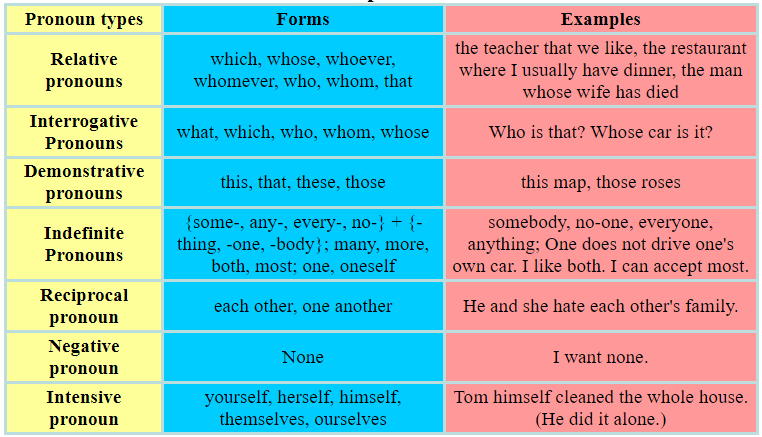 Pronoun types Forms Examples
Relative pronouns
which, whose, whoever,
whomever, who, whom, that
the teacher that we like, the restaurant
where I usually have dinner, the man
whose wife has died
Interrogative
Pronouns
what, which, who, whom, whose
Who is that? Whose car is it?
Demonstrative
pronouns
this, that, these, those
this map, those roses
Indefinite
Pronouns
{some-, any-, every-, no-} + {-
thing, -one, -body}; many, more,
both, most; one, oneself
somebody, no-one, everyone,
anything; One does not drive one's
own car. I like both. I can accept most.
Reciprocal
pronoun
each other, one another
He and she hate each other's family.
Negative
pronoun
None
I want none.
Intensive
pronoun
yourself, herself, himself,
themselves, ourselves
Tom himself cleaned the whole house.
(He did it alone.)